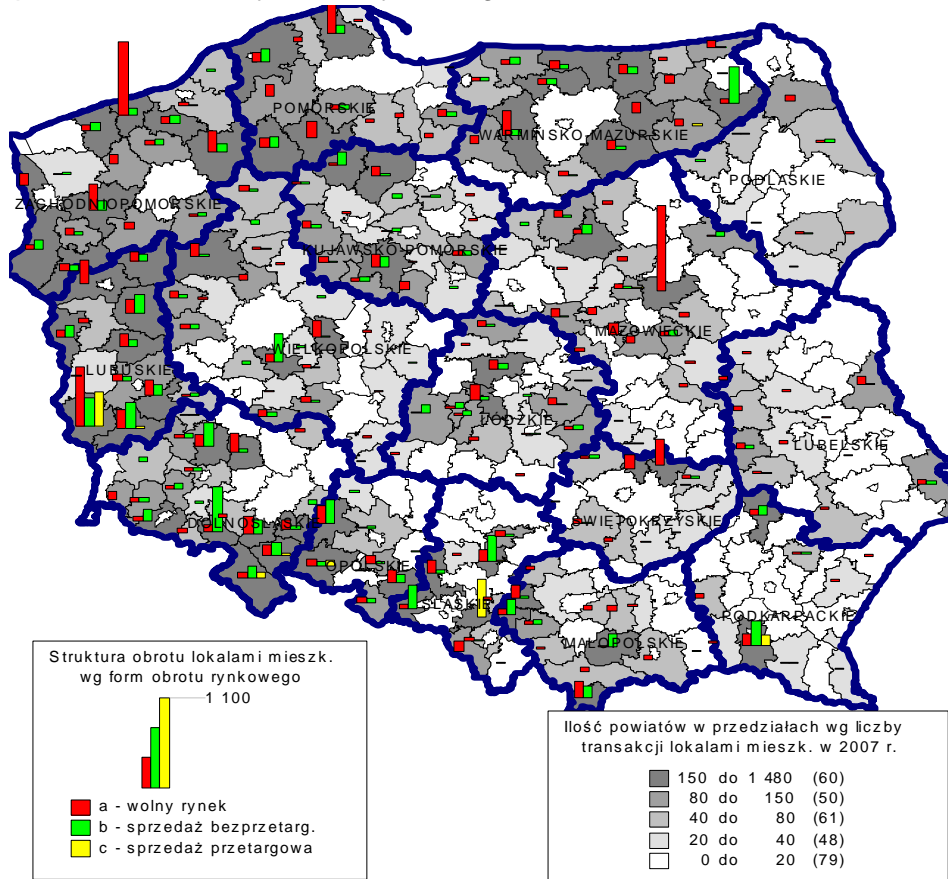 POMORSKIE
WARMIŃSKO-MAZURSKIE
PODLASKIE
ZACHODNIOPOMORSKIE
KUJAWSKO-POMORSKIE
MAZOWIECKIE
WIELKOPOLSKIE
LUBUSKIE
ŁÓDZKIE
LUBELSKIE
DOLNOŚLĄSKIE
ŚWIĘTOKRZYSKIE
OPOLSKIE
ŚLĄSKIE
PODKARPACKIE
MAŁOPOLSKIE
Struktura obrotu lokalami mieszk.
wg form obrotu rynkowego
1 100
a - wolny rynek
b - sprzedaż bezprzetarg.
c - sprzedaż przetargowa
Ilość powiatów w przedziałach wg liczby
transakcji lokalami mieszk. w 2007 r.
150 do 1 480 (60)
80 do 150 (50)
40 do 80 (61)
20 do 40 (48)
0 do 20 (79)